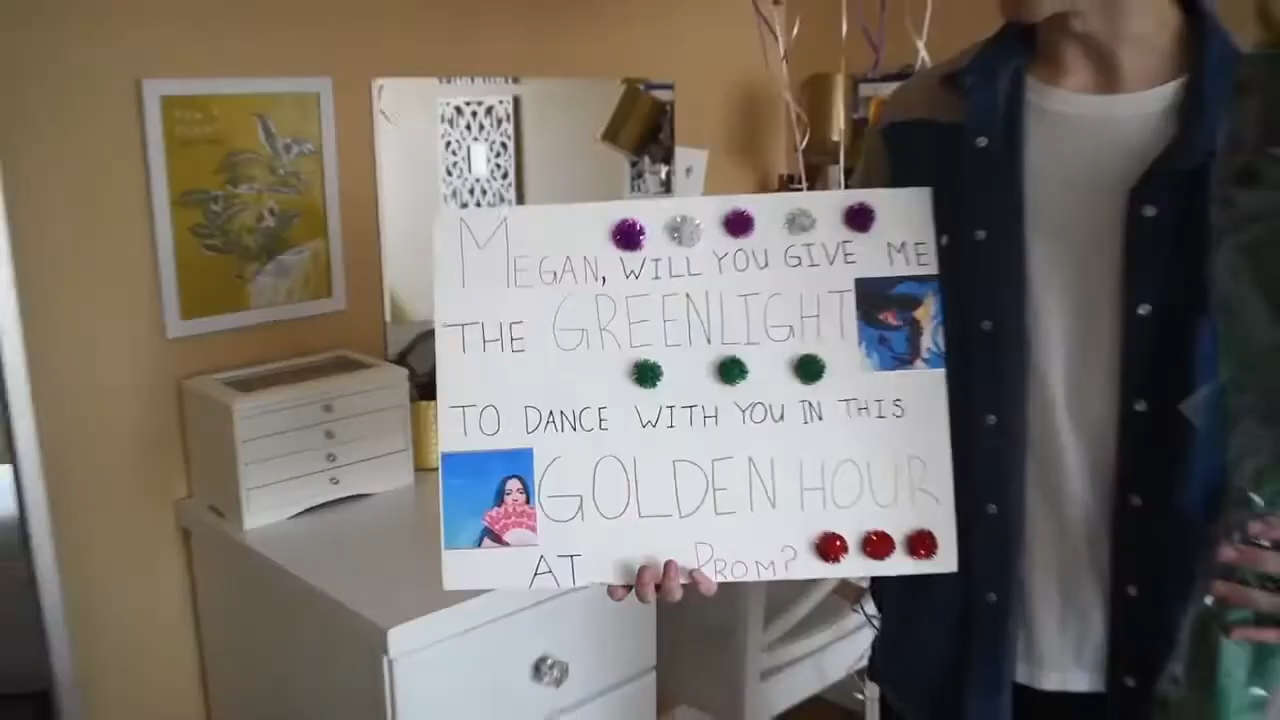 MEGAN, WILL YOU GIVE ME
THE GREENLIGHT
TO DANCE WITH YOU IN THIS
GOLDEN HOUR
AT PROM?